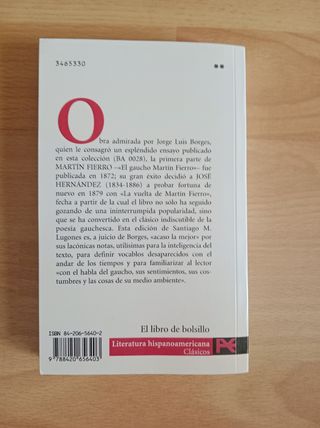 3465330
**
Obra admirada por Jorge Luis Borges,
quien le consagró un espléndido ensayo publicado
en esta colección (BA 0028), la primera parte de
MARTÍN FIERRO –«El gaucho Martín Fierro»– fue
publicada en 1872; su gran éxito decidió a JOSÉ
HERNÁNDEZ (1834-1886) a probar fortuna de
nuevo en 1879 con «La vuelta de Martín Fierro»,
fecha a partir de la cual el libro no sólo ha seguido
gozando de una ininterrumpida popularidad, sino
que se ha convertido en el clásico indiscutible de la
poesía gauchesca. Esta edición de Santiago M.
Lugones es, a juicio de Borges, «acaso la mejor» por
sus lacónicas notas, utilísimas para la inteligencia del
texto, para definir vocablos desaparecidos con el
andar de los tiempos y para familiarizar al lector
«con el habla del gaucho, sus sentimientos, sus cos-
tumbres y las cosas de su medio ambiente».
El libro de bolsillo
Literatura hispanoamericana
Clásicos
ISBN 84-206-5640-2
9 788420 656403